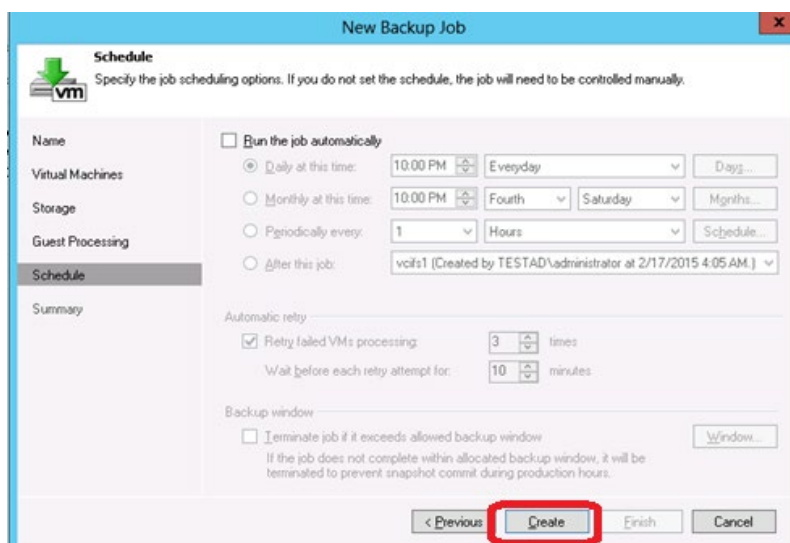 New Backup Job
x
Schedule
Specify the job scheduling options. If you do not set the schedule, the job will need to be controlled manually.
vm
Name
Virtual Machines
Storage
Guest Processing
Schedule
Summary
Run the job automatically
Daily at this time: 10:00 PM Everyday Days...
Monthly at this time: 10:00 PM Fourth Saturday Months...
Periodically every: 1 Hours Schedule...
After this job: vcifs1 (Created by TESTAD\administrator at 2/17/2015 4:05 AM.)
Automatic retry
Retry failed VMs processing: 3 times
Wait before each retry attempt for: 10 minutes
Backup window
Terminate job if it exceeds allowed backup window Window...
If the job does not complete within allocated backup window, it will be
terminated to prevent snapshot commit during production hours.
< Previous Create Finish Cancel